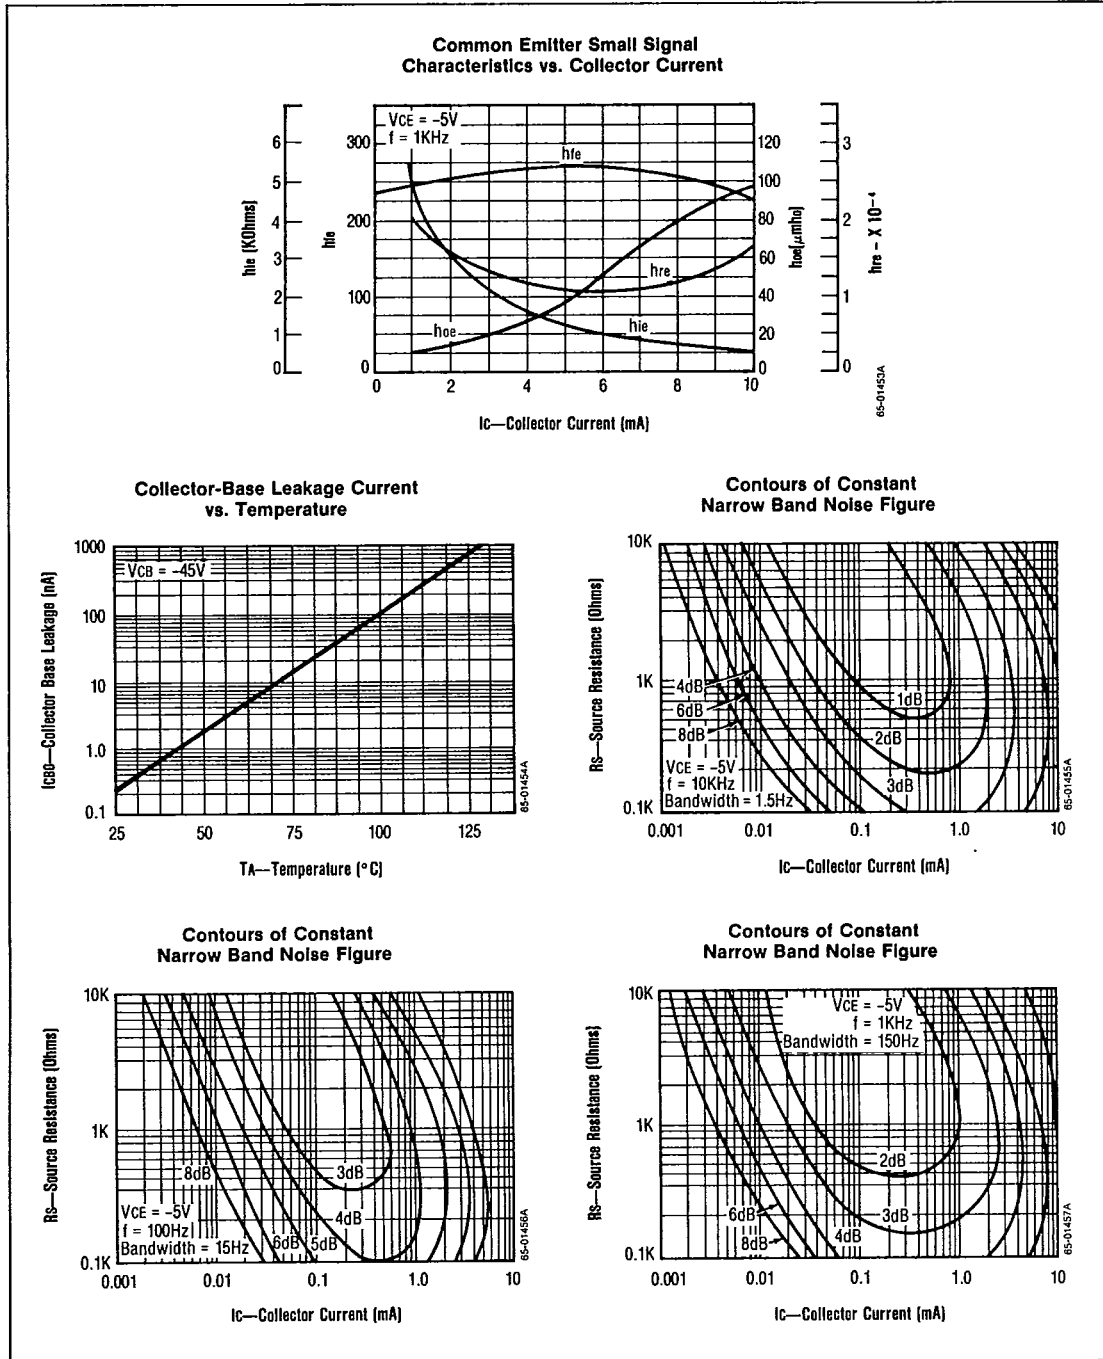 Common Emitter Small Signal
Characteristics vs. Collector Current
VCE = -5V
f = 1KHz
hie (KOhms)
6
5
4
3
2
1
0
hfe
300
200
100
0
hfe
hre
hoe
hie
120
100
80
60
40
20
0
hoe(μmho)
3
2
1
0
hre - X 10⁻⁴
0 2 4 6 8 10
Ic—Collector Current (mA)
65-01453A
Collector-Base Leakage Current
vs. Temperature
ICBO—Collector Base Leakage (nA)
1000
100
10
1.0
0.1
VCB = -45V
25 50 75 100 125
TA—Temperature (°C)
65-01454A
Contours of Constant
Narrow Band Noise Figure
Rs—Source Resistance (Ohms)
10K
1K
0.1K
4dB
6dB
8dB
1dB
2dB
3dB
VCE = -5V
f = 10KHz
Bandwidth = 1.5Hz
0.001 0.01 0.1 1.0 10
Ic—Collector Current (mA)
65-01455A
Contours of Constant
Narrow Band Noise Figure
Rs—Source Resistance (Ohms)
10K
1K
0.1K
8dB
3dB
4dB
6dB 5dB
VCE = -5V
f = 100Hz
Bandwidth = 15Hz
0.001 0.01 0.1 1.0 10
Ic—Collector Current (mA)
65-01456A
Contours of Constant
Narrow Band Noise Figure
Rs—Source Resistance (Ohms)
10K
1K
0.1K
VCE = -5V
f = 1KHz
Bandwidth = 150Hz
2dB
3dB
6dB
4dB
8dB
0.001 0.01 0.1 1.0 10
Ic—Collector Current (mA)
65-01457A